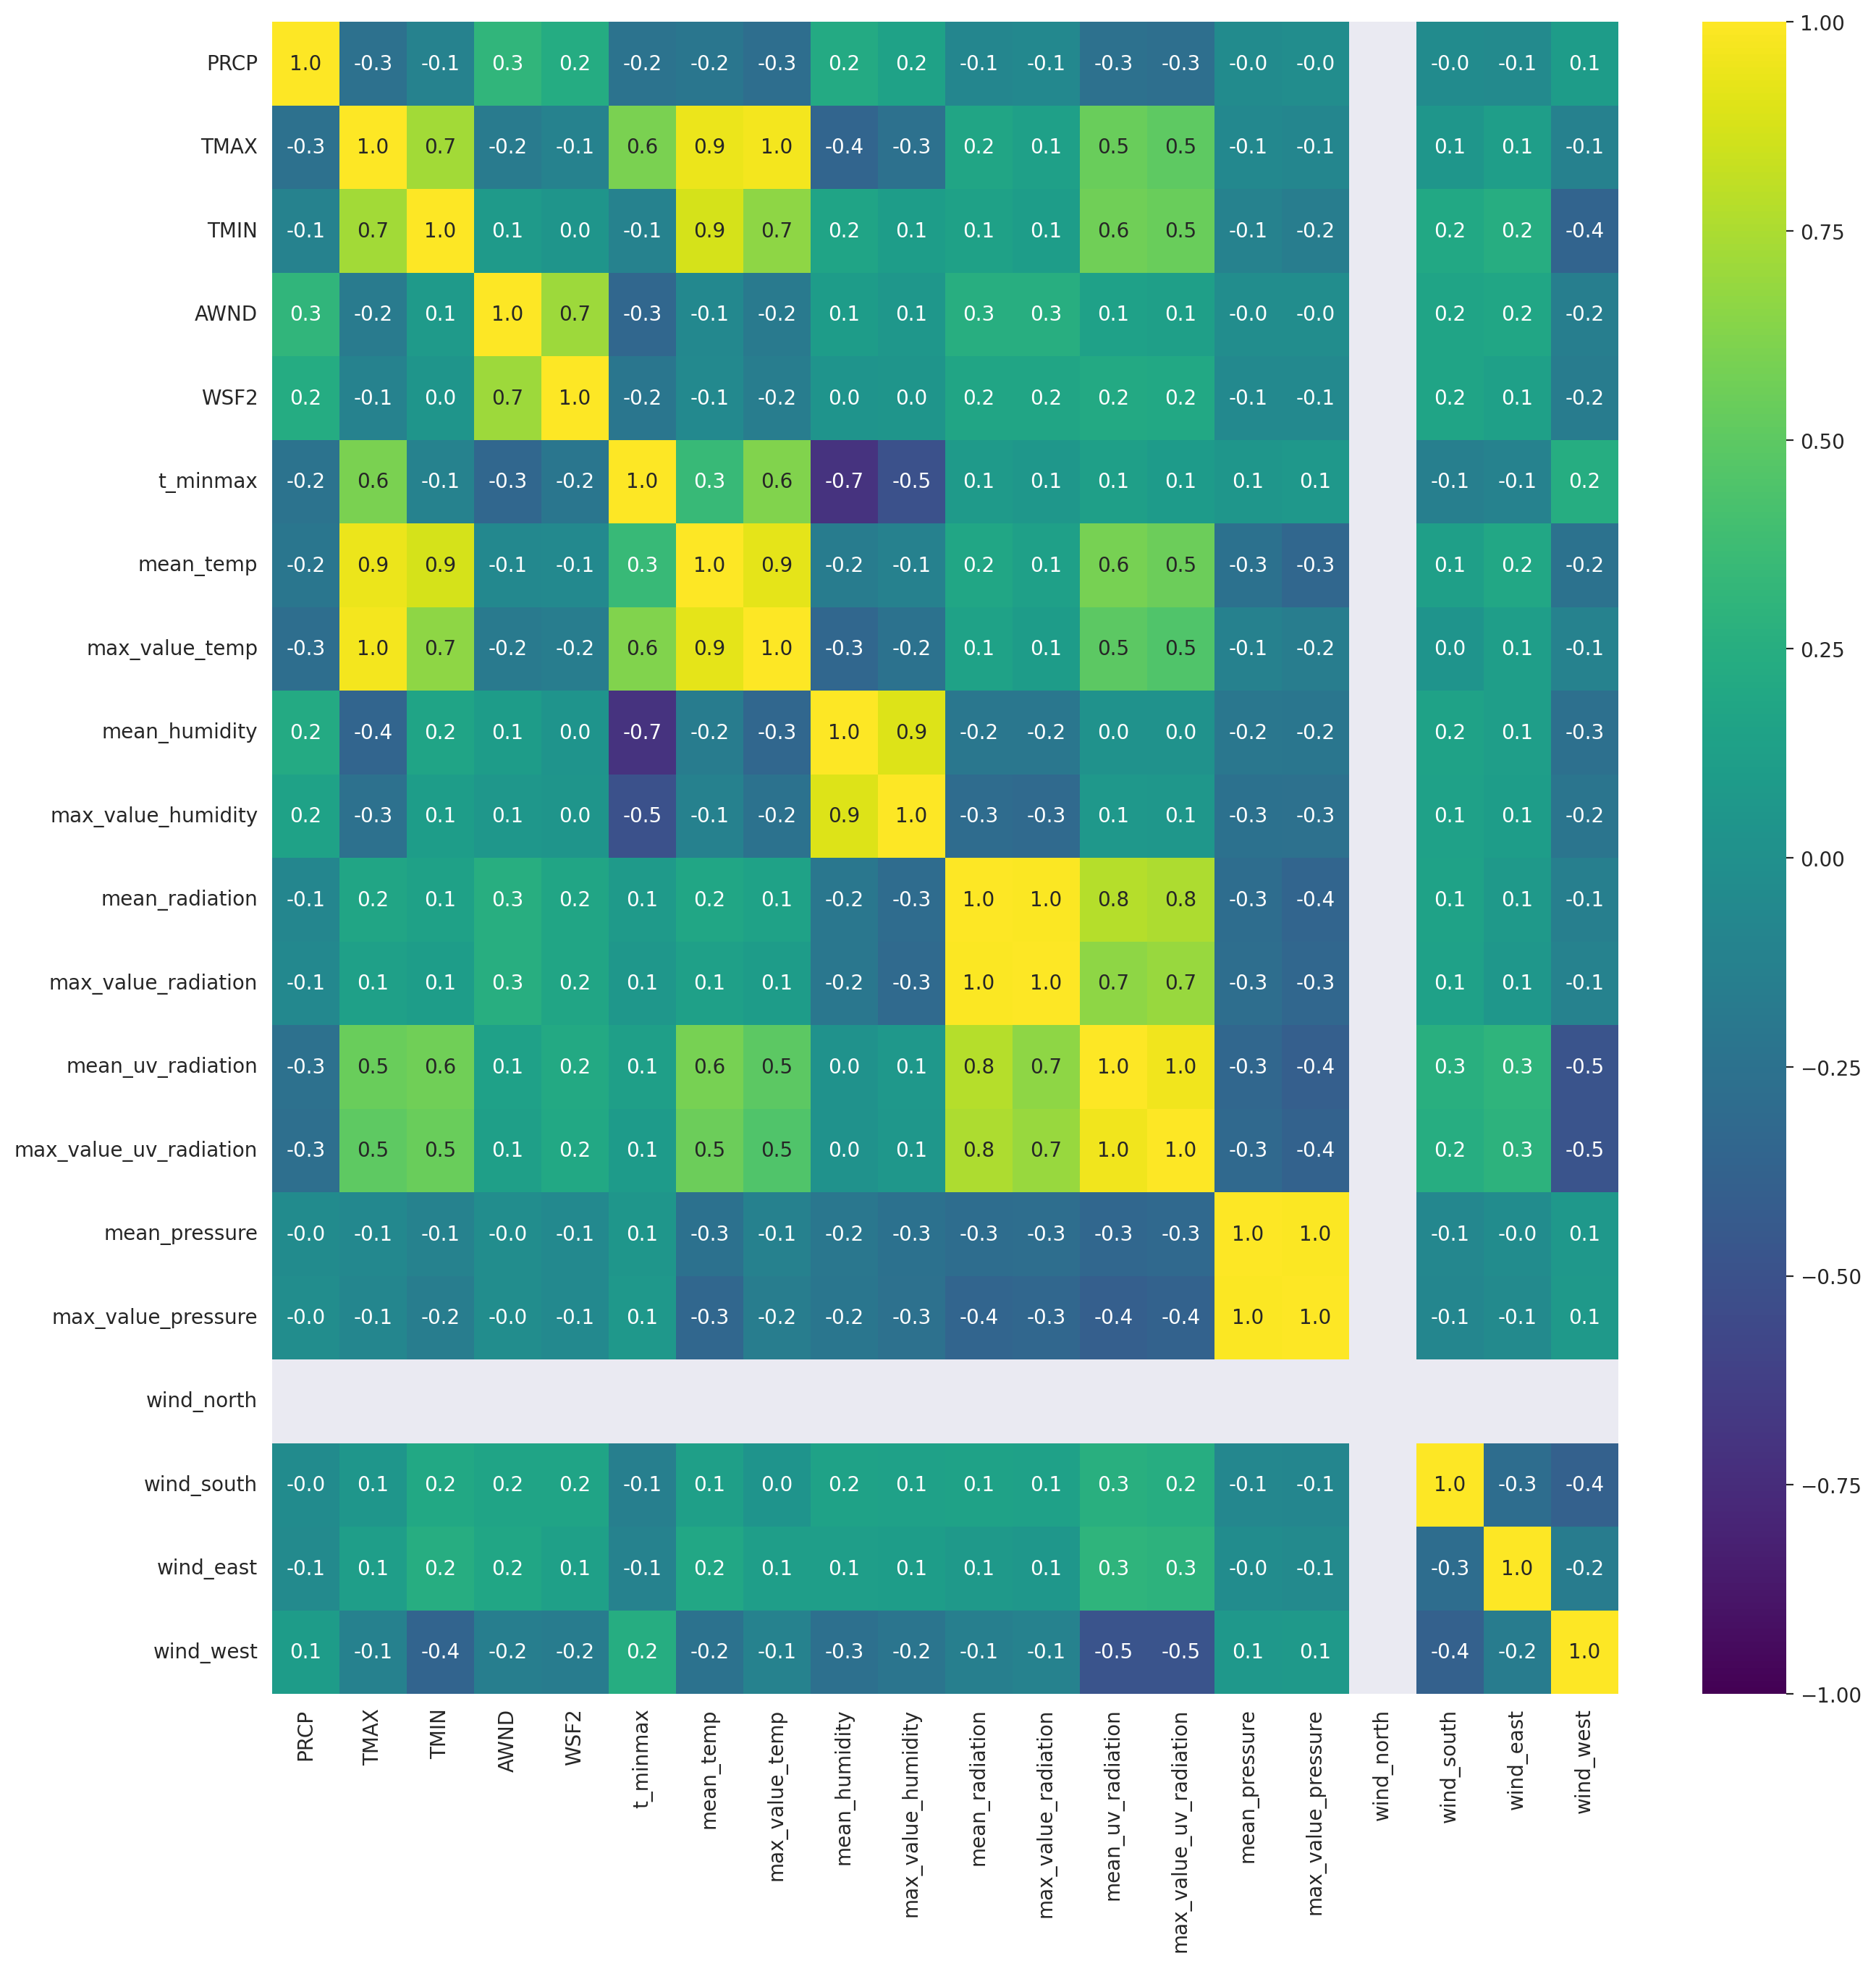 PRCP 1.0 -0.3 -0.1 0.3 0.2 -0.2 -0.2 -0.3 0.2 0.2 -0.1 -0.1 -0.3 -0.3 -0.0 -0.0 -0.0 -0.1 0.1
TMAX -0.3 1.0 0.7 -0.2 -0.1 0.6 0.9 1.0 -0.4 -0.3 0.2 0.1 0.5 0.5 -0.1 -0.1 0.1 0.1 -0.1
TMIN -0.1 0.7 1.0 0.1 0.0 -0.1 0.9 0.7 0.2 0.1 0.1 0.1 0.6 0.5 -0.1 -0.2 0.2 0.2 -0.4
AWND 0.3 -0.2 0.1 1.0 0.7 -0.3 -0.1 -0.2 0.1 0.1 0.3 0.3 0.1 0.1 -0.0 -0.0 0.2 0.2 -0.2
WSF2 0.2 -0.1 0.0 0.7 1.0 -0.2 -0.1 -0.2 0.0 0.0 0.2 0.2 0.2 0.2 -0.1 -0.1 0.2 0.1 -0.2
t_minmax -0.2 0.6 -0.1 -0.3 -0.2 1.0 0.3 0.6 -0.7 -0.5 0.1 0.1 0.1 0.1 0.1 0.1 -0.1 -0.1 0.2
mean_temp -0.2 0.9 0.9 -0.1 -0.1 0.3 1.0 0.9 -0.2 -0.1 0.2 0.1 0.6 0.5 -0.3 -0.3 0.1 0.2 -0.2
max_value_temp -0.3 1.0 0.7 -0.2 -0.2 0.6 0.9 1.0 -0.3 -0.2 0.1 0.1 0.5 0.5 -0.1 -0.2 0.0 0.1 -0.1
mean_humidity 0.2 -0.4 0.2 0.1 0.0 -0.7 -0.2 -0.3 1.0 0.9 -0.2 -0.2 0.0 0.0 -0.2 -0.2 0.2 0.1 -0.3
max_value_humidity 0.2 -0.3 0.1 0.1 0.0 -0.5 -0.1 -0.2 0.9 1.0 -0.3 -0.3 0.1 0.1 -0.3 -0.3 0.1 0.1 -0.2
mean_radiation -0.1 0.2 0.1 0.3 0.2 0.1 0.2 0.1 -0.2 -0.3 1.0 1.0 0.8 0.8 -0.3 -0.4 0.1 0.1 -0.1
max_value_radiation -0.1 0.1 0.1 0.3 0.2 0.1 0.1 0.1 -0.2 -0.3 1.0 1.0 0.7 0.7 -0.3 -0.3 0.1 0.1 -0.1
mean_uv_radiation -0.3 0.5 0.6 0.1 0.2 0.1 0.6 0.5 0.0 0.1 0.8 0.7 1.0 1.0 -0.3 -0.4 0.3 0.3 -0.5
max_value_uv_radiation -0.3 0.5 0.5 0.1 0.2 0.1 0.5 0.5 0.0 0.1 0.8 0.7 1.0 1.0 -0.3 -0.4 0.2 0.3 -0.5
mean_pressure -0.0 -0.1 -0.1 -0.0 -0.1 0.1 -0.3 -0.1 -0.2 -0.3 -0.3 -0.3 -0.3 -0.3 1.0 1.0 -0.1 -0.0 0.1
max_value_pressure -0.0 -0.1 -0.2 -0.0 -0.1 0.1 -0.3 -0.2 -0.2 -0.3 -0.4 -0.3 -0.4 -0.4 1.0 1.0 -0.1 -0.1 0.1
wind_north
wind_south -0.0 0.1 0.2 0.2 0.2 -0.1 0.1 0.0 0.2 0.1 0.1 0.1 0.3 0.2 -0.1 -0.1 1.0 -0.3 -0.4
wind_east -0.1 0.1 0.2 0.2 0.1 -0.1 0.2 0.1 0.1 0.1 0.1 0.1 0.3 0.3 -0.0 -0.1 -0.3 1.0 -0.2
wind_west 0.1 -0.1 -0.4 -0.2 -0.2 0.2 -0.2 -0.1 -0.3 -0.2 -0.1 -0.1 -0.5 -0.5 0.1 0.1 -0.4 -0.2 1.0
PRCP
TMAX
TMIN
AWND
WSF2
t_minmax
mean_temp
max_value_temp
mean_humidity
max_value_humidity
mean_radiation
max_value_radiation
mean_uv_radiation
max_value_uv_radiation
mean_pressure
max_value_pressure
wind_north
wind_south
wind_east
wind_west
1.00
0.75
0.50
0.25
0.00
−0.25
−0.50
−0.75
−1.00